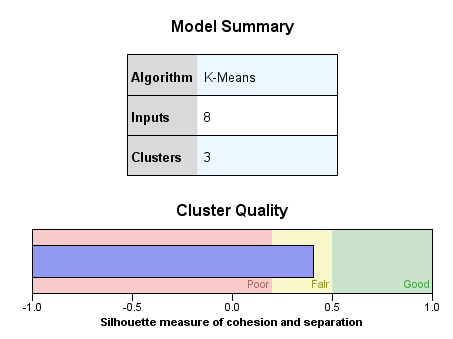 Model Summary
Algorithm K-Means
Inputs 8
Clusters 3
Cluster Quality
Poor Fair Good
-1.0 -0.5 0.0 0.5 1.0
Silhouette measure of cohesion and separation